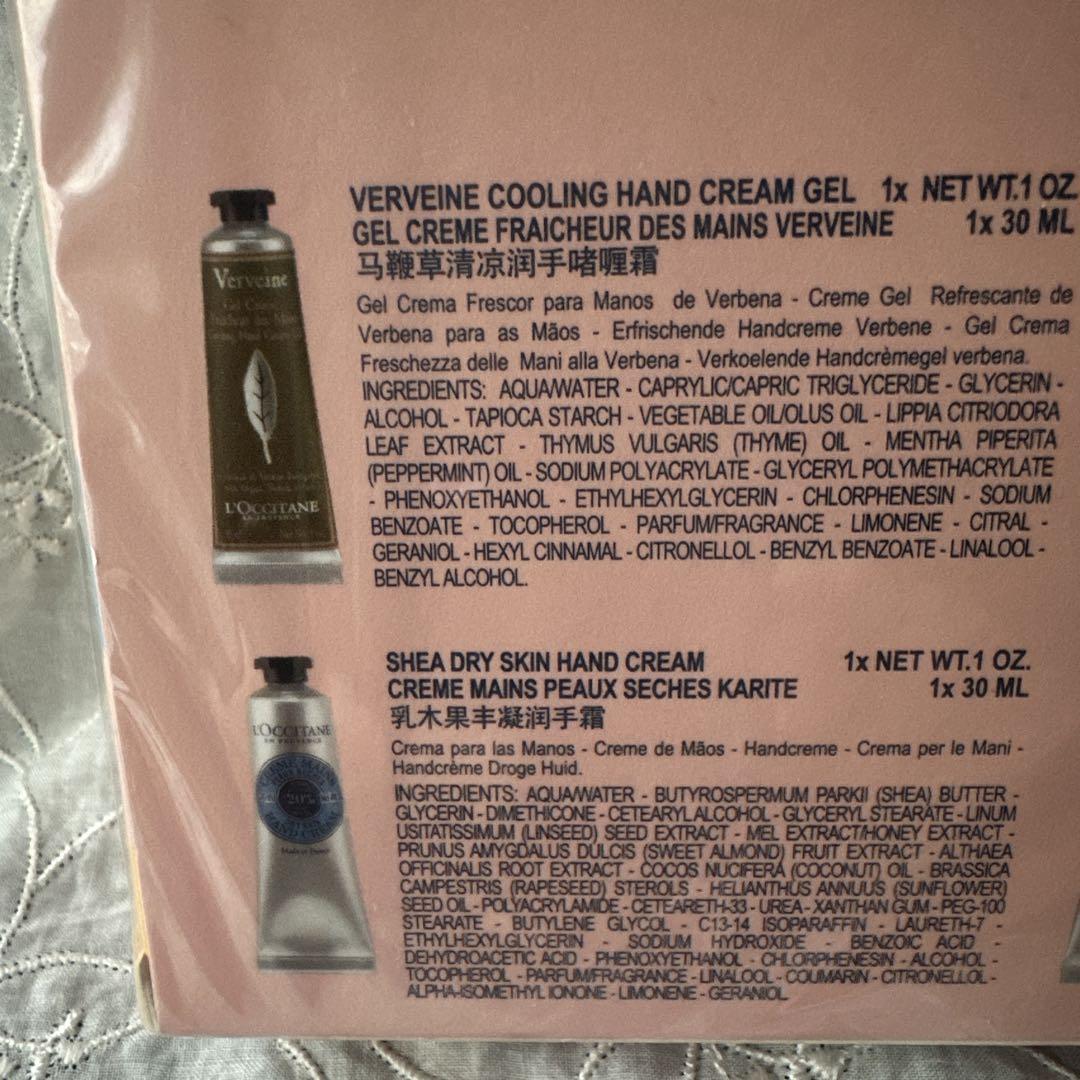 VERVEINE COOLING HAND CREAM GEL 1x NET WT.1 OZ.
GEL CREME FRAICHEUR DES MAINS VERVEINE 1x 30 ML
马鞭草清凉润手啫喱霜
Gel Crema Frescor para Manos de Verbena - Creme Gel Refrescante de
Verbena para as Mãos - Erfrischende Handcreme Verbene - Gel Crema
Freschezza delle Mani alla Verbena - Verkoelende Handcrèmegel verbena.
INGREDIENTS: AQUA/WATER - CAPRYLIC/CAPRIC TRIGLYCERIDE - GLYCERIN -
ALCOHOL - TAPIOCA STARCH - VEGETABLE OIL/OLUS OIL - LIPPIA CITRIODORA
LEAF EXTRACT - THYMUS VULGARIS (THYME) OIL - MENTHA PIPERITA
(PEPPERMINT) OIL - SODIUM POLYACRYLATE - GLYCERYL POLYMETHACRYLATE
- PHENOXYETHANOL - ETHYLHEXYLGLYCERIN - CHLORPHENESIN - SODIUM
BENZOATE - TOCOPHEROL - PARFUM/FRAGRANCE - LIMONENE - CITRAL -
GERANIOL - HEXYL CINNAMAL - CITRONELLOL - BENZYL BENZOATE - LINALOOL -
BENZYL ALCOHOL.
Verveine
Gel Crème
L'OCCITANE
EN PROVENCE
SHEA DRY SKIN HAND CREAM 1x NET WT.1 OZ.
CREME MAINS PEAUX SECHES KARITE 1x 30 ML
乳木果丰凝润手霜
Crema para las Manos - Creme de Mãos - Handcreme - Crema per le Mani -
Handcrème Droge Huid.
INGREDIENTS: AQUA/WATER - BUTYROSPERMUM PARKII (SHEA) BUTTER -
GLYCERIN - DIMETHICONE - CETEARYL ALCOHOL - GLYCERYL STEARATE - LINUM
USITATISSIMUM (LINSEED) SEED EXTRACT - MEL EXTRACT/HONEY EXTRACT -
PRUNUS AMYGDALUS DULCIS (SWEET ALMOND) FRUIT EXTRACT - ALTHAEA
OFFICINALIS ROOT EXTRACT - COCOS NUCIFERA (COCONUT) OIL - BRASSICA
CAMPESTRIS (RAPESEED) STEROLS - HELIANTHUS ANNUUS (SUNFLOWER)
SEED OIL - POLYACRYLAMIDE - CETEARETH-33 - UREA - XANTHAN GUM - PEG-100
STEARATE - BUTYLENE GLYCOL - C13-14 ISOPARAFFIN - LAURETH-7 -
ETHYLHEXYLGLYCERIN - SODIUM HYDROXIDE - BENZOIC ACID -
DEHYDROACETIC ACID - PHENOXYETHANOL - CHLORPHENESIN - ALCOHOL -
TOCOPHEROL - PARFUM/FRAGRANCE - LINALOOL - COUMARIN - CITRONELLOL -
ALPHA-ISOMETHYL IONONE - LIMONENE - GERANIOL
L'OCCITANE
EN PROVENCE
CRÈME MAINS
20%
HAND CREAM